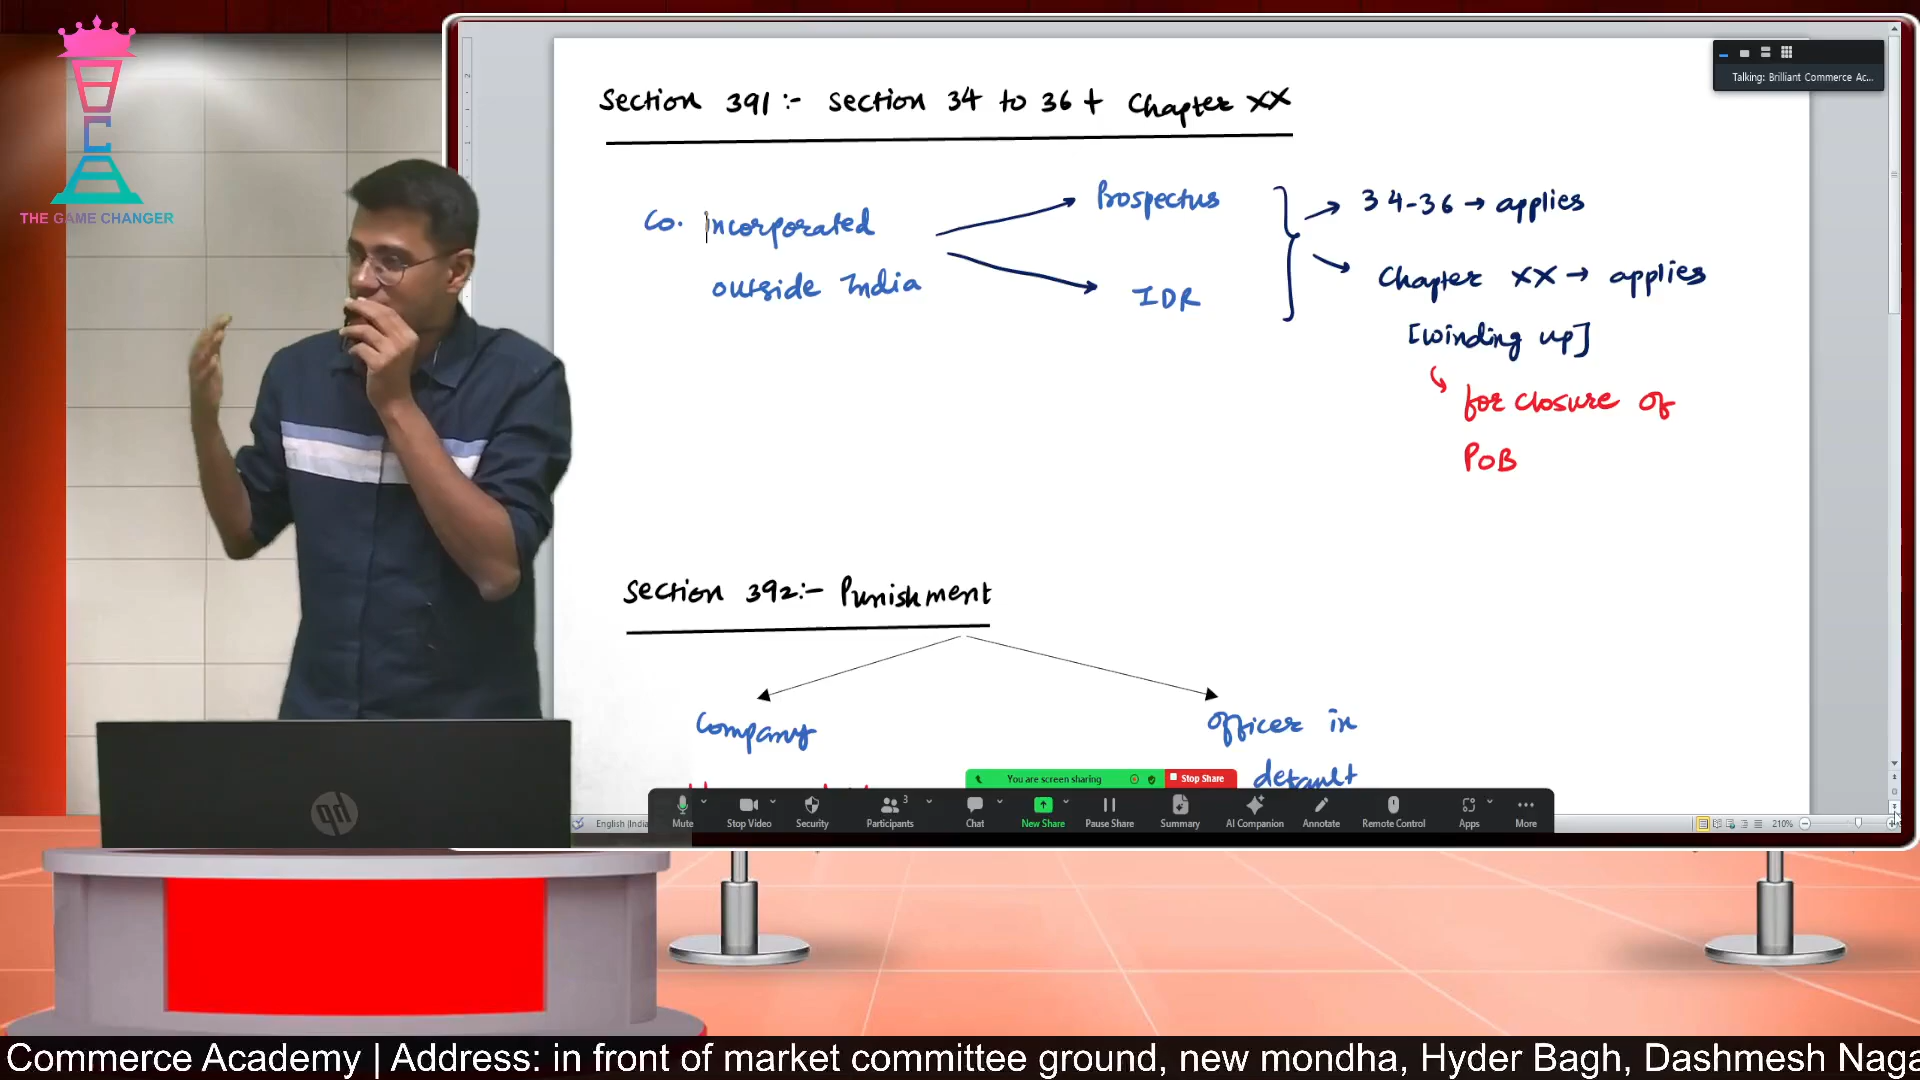 THE GAME CHANGER
Talking: Brilliant Commerce Ac...
Section 391 :- Section 34 to 36 + Chapter XX
Co. incorporated outside India
Prospectus
IDR
34-36 → applies
Chapter XX → applies
[winding up]
for closure of
POB
Section 392:- Punishment
Company
Officer in
default
You are screen sharing
Stop Share
Mute
Stop Video
Security
Participants
3
Chat
New Share
Pause Share
Summary
AI Companion
Annotate
Remote Control
Apps
More
English (India
210%
hp
Commerce Academy | Address: in front of market committee ground, new mondha, Hyder Bagh, Dashmesh Naga